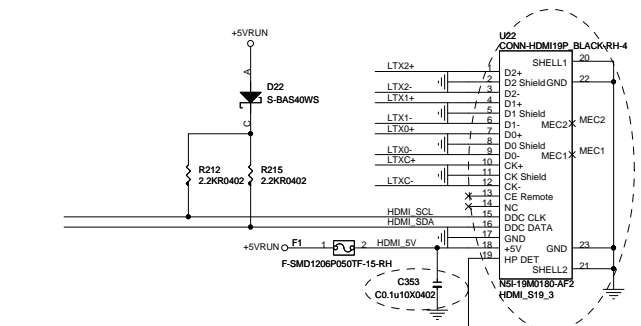 +5VRUN
A
D22
S-BAS40WS
C
R212
2.2KR0402
R215
2.2KR0402
U22
CONN-HDMI19P_BLACK-RH-4
LTX2+
LTX2-
LTX1+
LTX1-
LTX0+
LTX0-
LTXC+
LTXC-
HDMI_SCL
HDMI_SDA
1 D2+
2 D2 Shield
3 D2-
4 D1+
5 D1 Shield
6 D1-
7 D0+
8 D0 Shield
9 D0-
10 CK+
11 CK Shield
12 CK-
13 CE Remote
14 NC
15 DDC CLK
16 DDC DATA
17 GND
18 +5V
19 HP DET
SHELL1 20
GND 22
MEC2 MEC2
MEC1 MEC1
GND 23
SHELL2 21
+5VRUN F1 1 2 HDMI_5V
F-SMD1206P050TF-15-RH
C353
C0.1u10X0402
N5I-19M0180-AF2
HDMI_S19_3